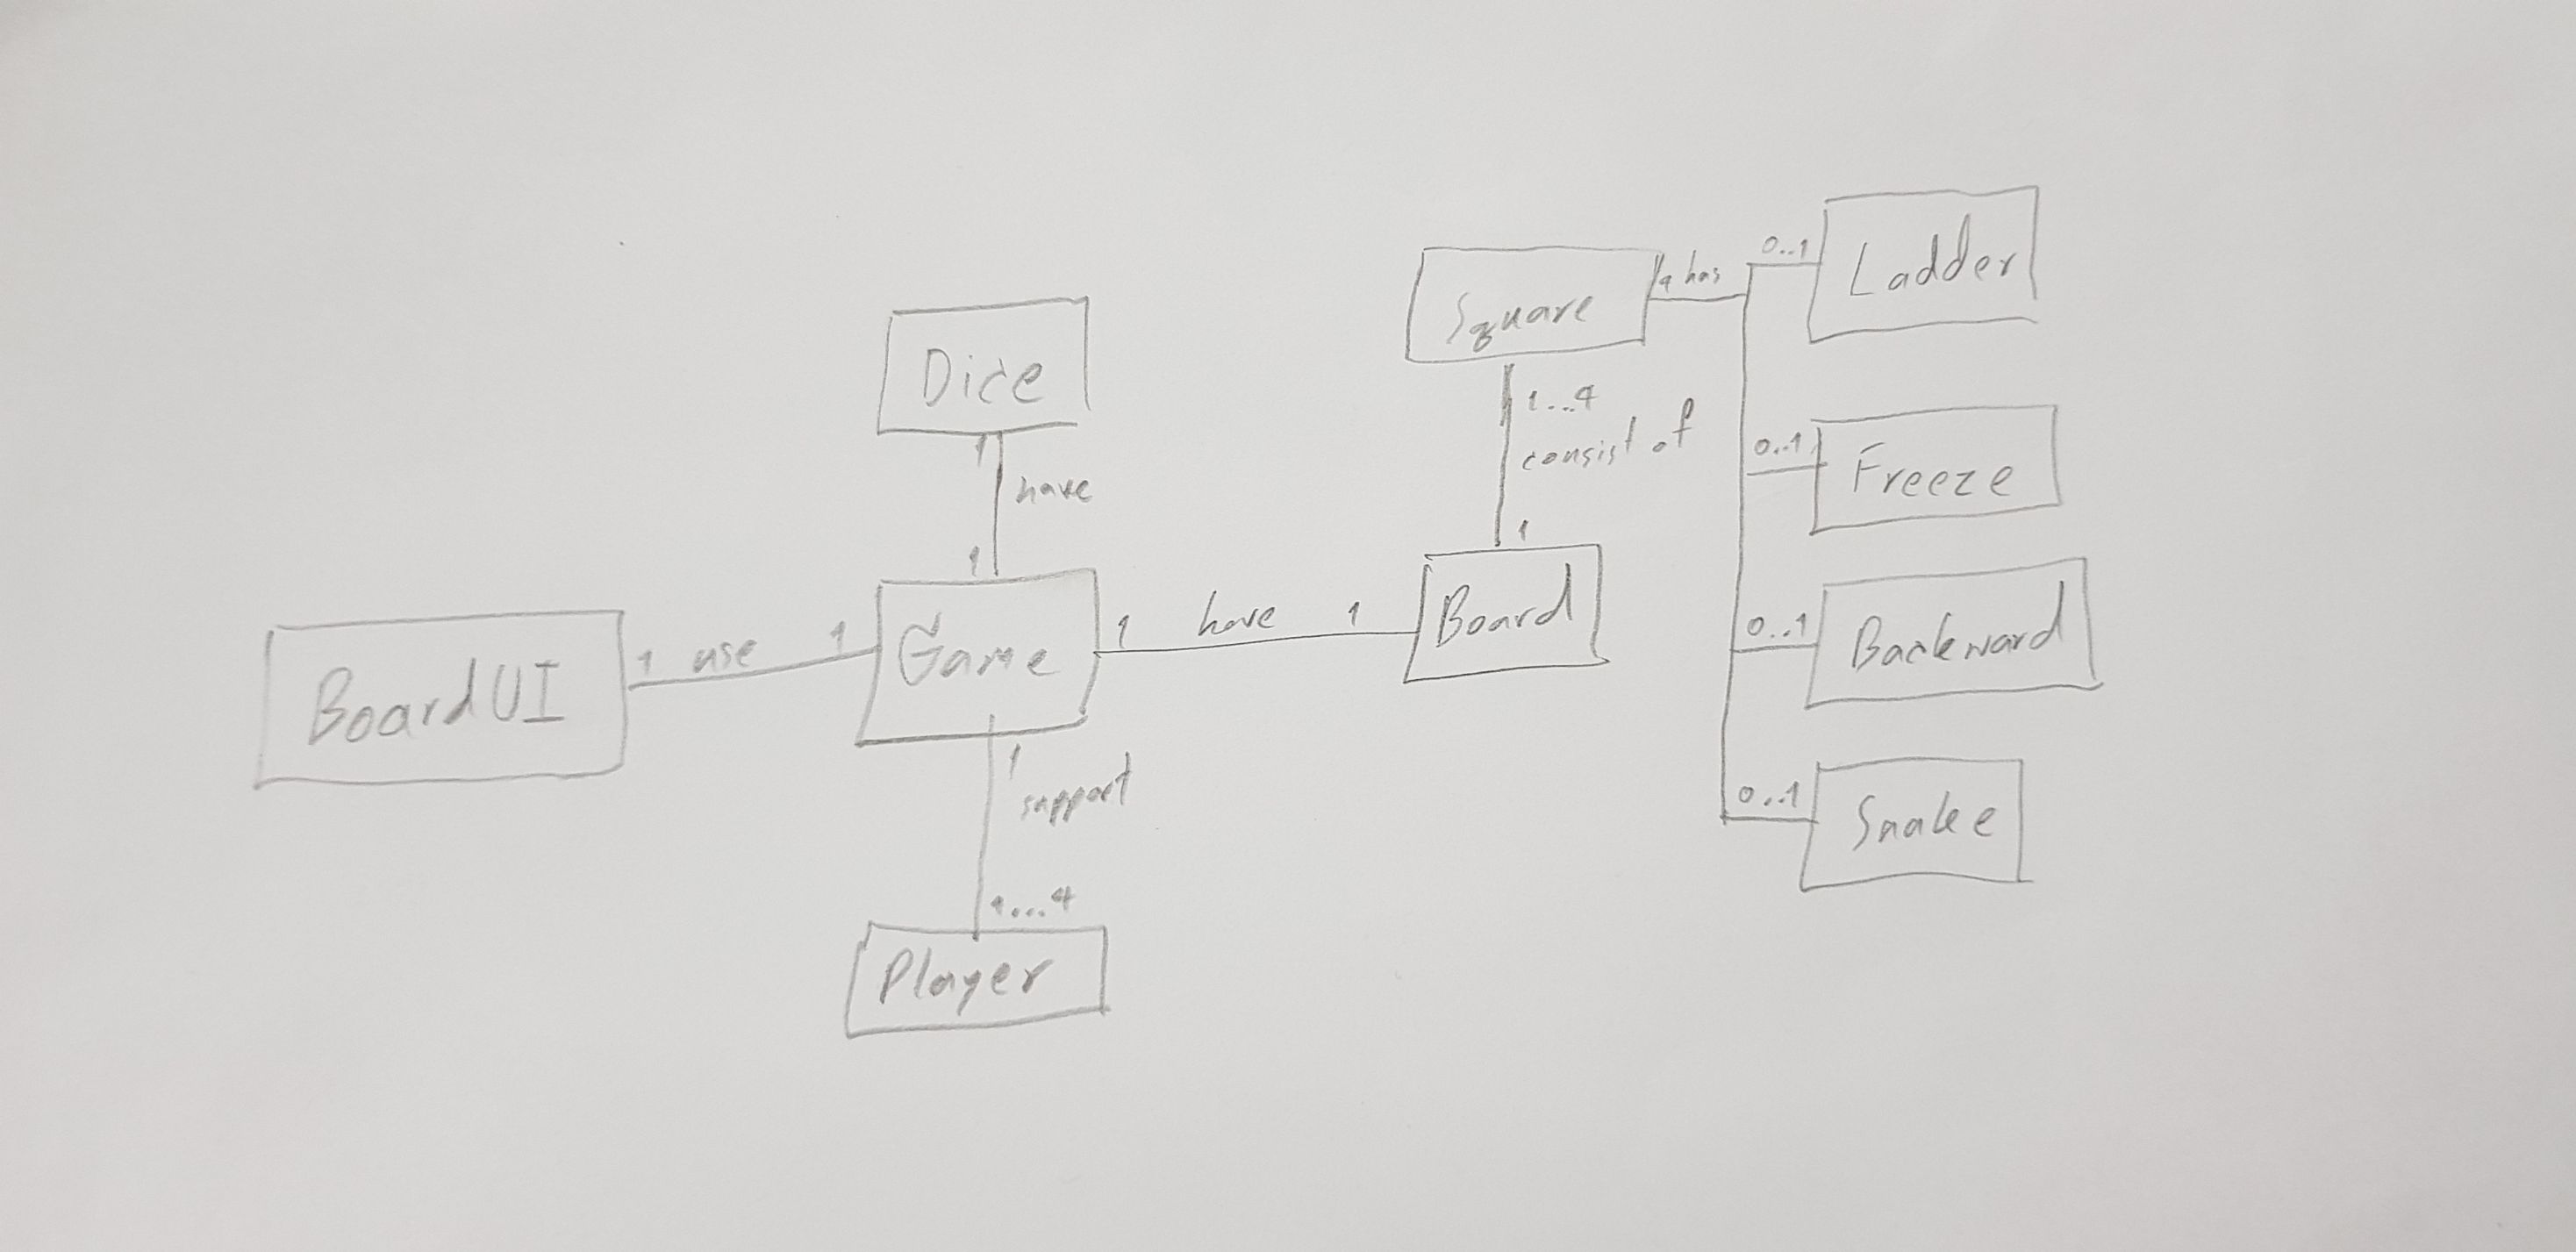 Dice
1
have
1
BoardUI
1 use 1
Game
1 have 1
Board
1
support
1...4
Player
Square
1 has
1...4
consist of
1
0..1
Ladder
0..1
Freeze
0..1
Backward
0..1
Snake